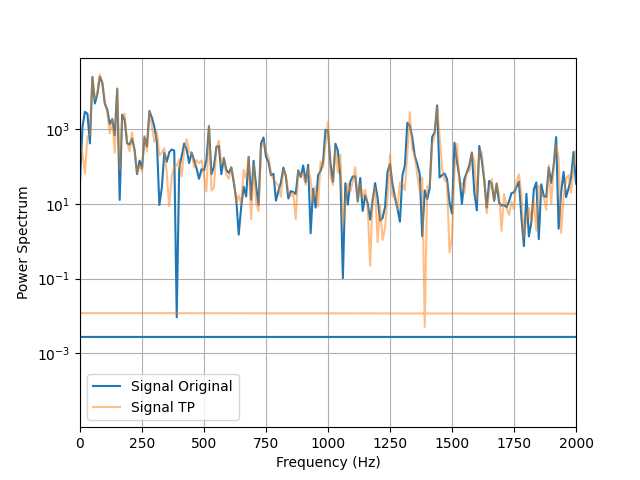 10³
10¹
10⁻¹
10⁻³
Power Spectrum
Signal Original
Signal TP
0 250 500 750 1000 1250 1500 1750 2000
Frequency (Hz)